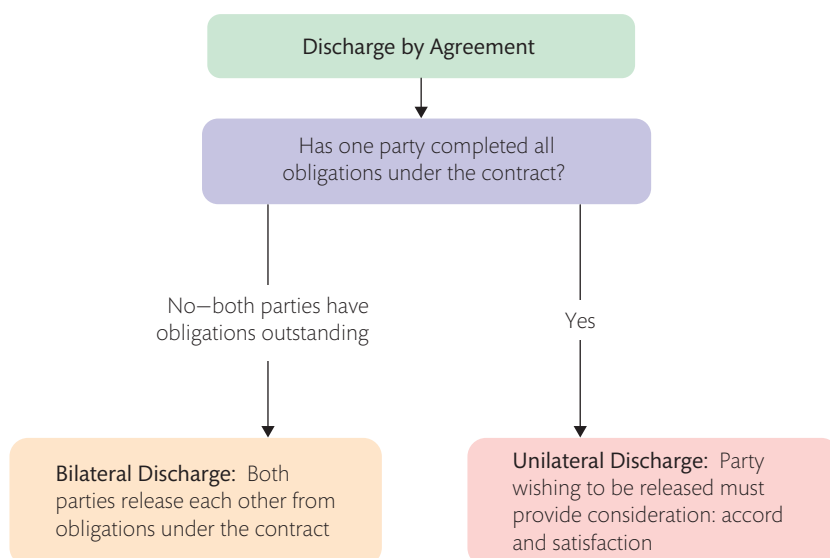 Discharge by Agreement
Has one party completed all
obligations under the contract?
No—both parties have
obligations outstanding
Yes
Bilateral Discharge: Both
parties release each other from
obligations under the contract
Unilateral Discharge: Party
wishing to be released must
provide consideration: accord
and satisfaction